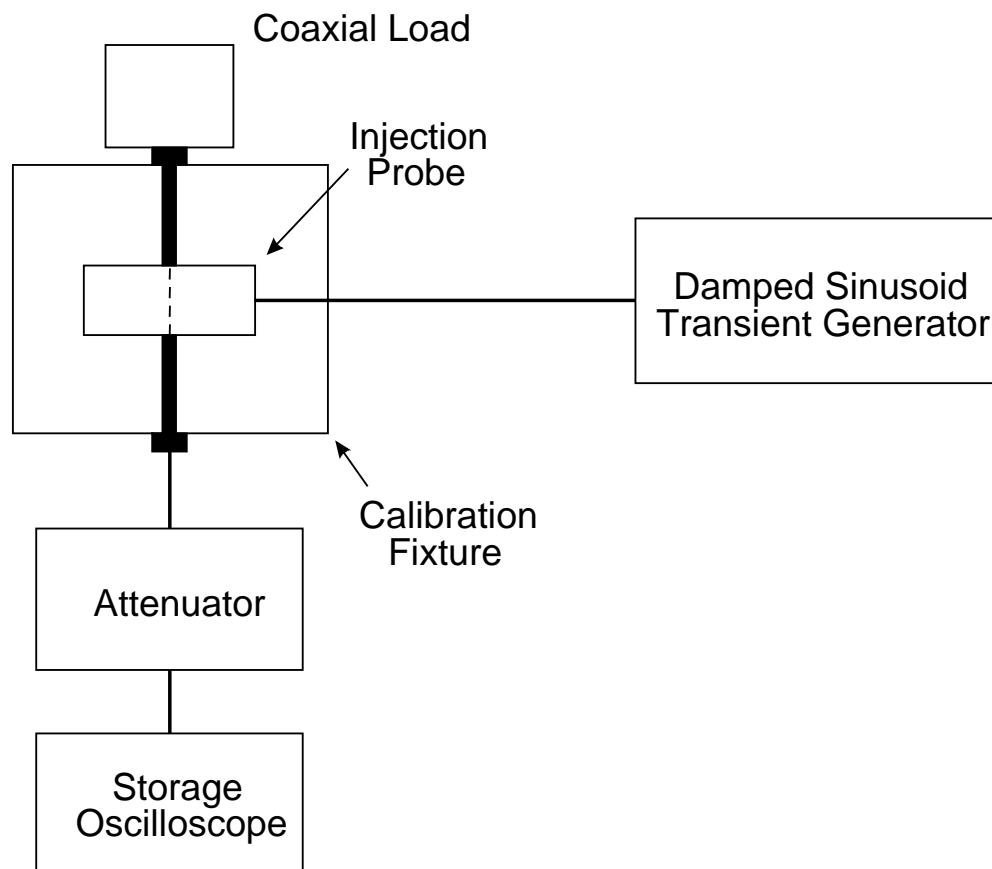 Coaxial Load
Injection
Probe
Damped Sinusoid
Transient Generator
Calibration
Fixture
Attenuator
Storage
Oscilloscope